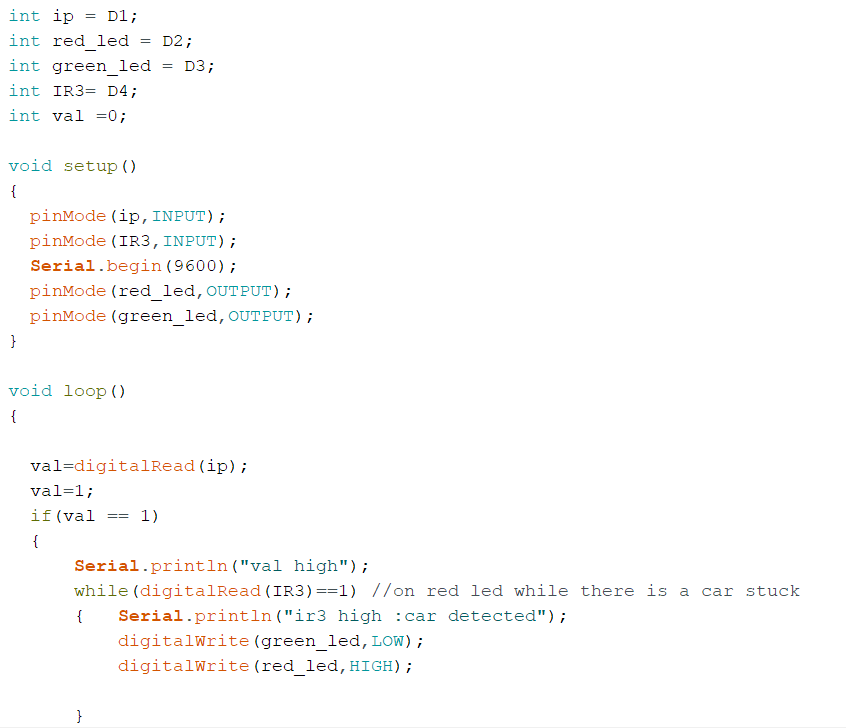 int ip = D1;
int red_led = D2;
int green_led = D3;
int IR3= D4;
int val =0;
void setup()
{
pinMode(ip,INPUT);
pinMode(IR3,INPUT);
Serial.begin(9600);
pinMode(red_led,OUTPUT);
pinMode(green_led,OUTPUT);
}
void loop()
{
val=digitalRead(ip);
val=1;
if(val == 1)
{
Serial.println("val high");
while(digitalRead(IR3)==1) //on red led while there is a car stuck
{   Serial.println("ir3 high :car detected");
digitalWrite(green_led,LOW);
digitalWrite(red_led,HIGH);
}